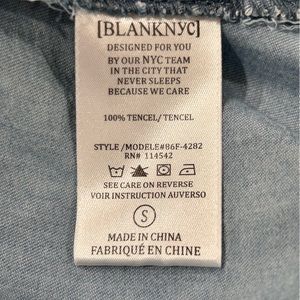 [BLANKNYC]
DESIGNED FOR YOU
BY OUR NYC TEAM
IN THE CITY THAT
NEVER SLEEPS
BECAUSE WE CARE
100% TENCEL/ TENCEL
STYLE /MODELE#86F-4282
RN# 114542
SEE CARE ON REVERSE
VOIR INSTRUCTION AUVERSO
S
MADE IN CHINA
FABRIQUÉ EN CHINE